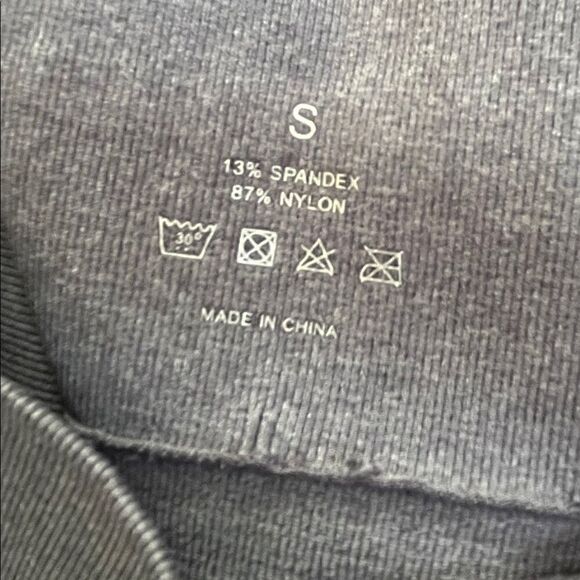 S
13% SPANDEX
87% NYLON
30°
MADE IN CHINA